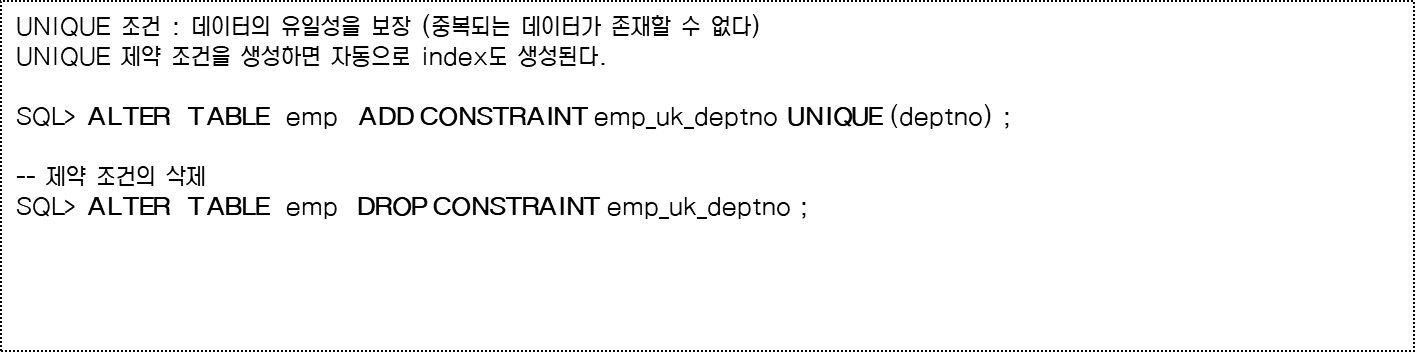 UNIQUE 조건 : 데이터의 유일성을 보장 (중복되는 데이터가 존재할 수 없다)
UNIQUE 제약 조건을 생성하면 자동으로 index도 생성된다.
SQL> ALTER TABLE emp ADD CONSTRAINT emp_uk_deptno UNIQUE (deptno) ;
-- 제약 조건의 삭제
SQL> ALTER TABLE emp DROP CONSTRAINT emp_uk_deptno ;